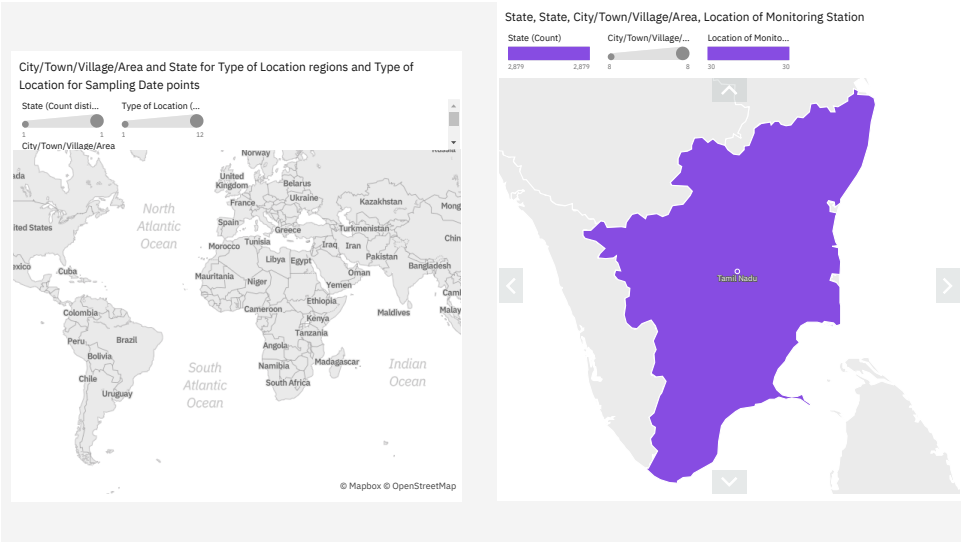 City/Town/Village/Area and State for Type of Location regions and Type of
Location for Sampling Date points
State (Count disti...
Type of Location (...
1
1
1
12
City/Town/Village/Area
Norway
United
Kingdom
Belarus
Ukraine
France
Kazakhstan
Mong
North
Atlantic
Ocean
ited States
Spain
Greece
Turkmenistan
Chin
Morocco
Tunisia
Iraq
Iran
Pakistan
exico
Cuba
Libya
Egypt
Oman
Bangladesh
Mauritania
Niger
Yemen
Caml
Ethiopia
Colombia
Cameroon
Kenya
Maldives
Malay
Peru
Brazil
Tanzania
Angola
Bolivia
Madagascar
South
Atlantic
Ocean
Indian
Ocean
Namibia
Chile
South Africa
Uruguay
© Mapbox © OpenStreetMap
State, State, City/Town/Village/Area, Location of Monitoring Station
State (Count)
City/Town/Village/...
Location of Monito...
2,879
2,879
8
8
30
30
Tamil Nadu